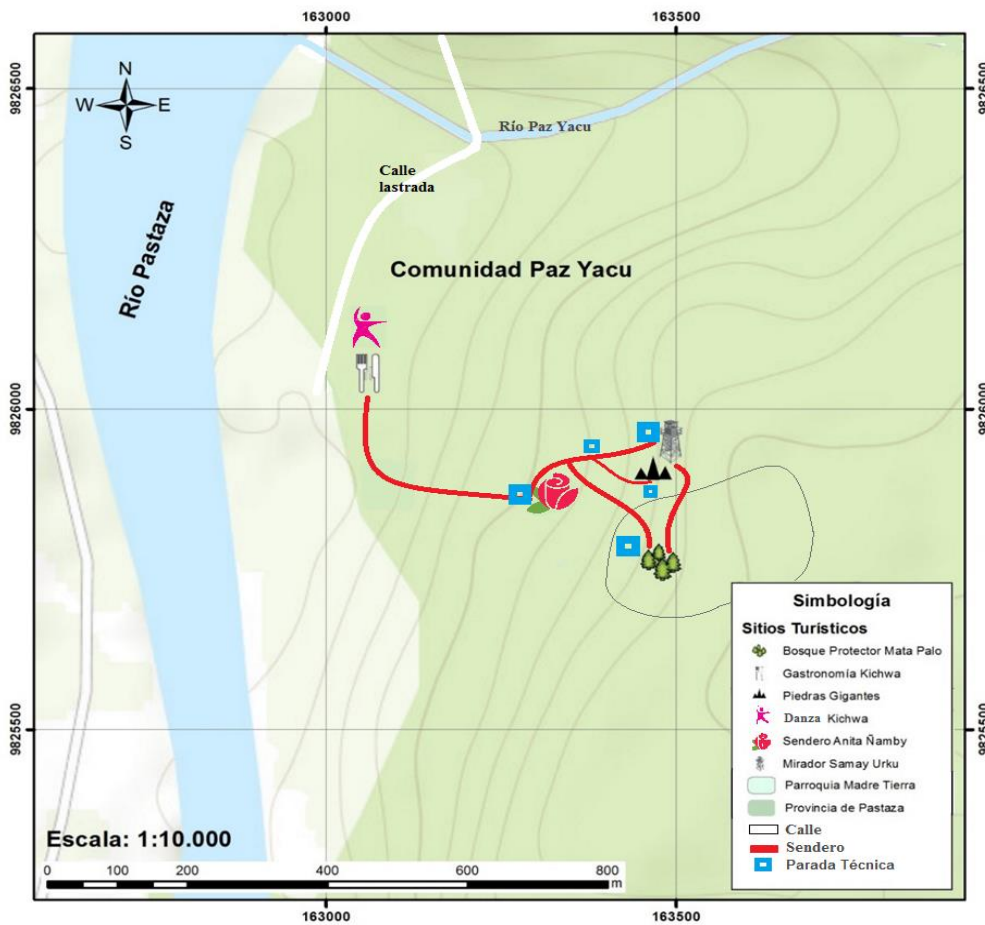 163000
163500
9826500
9826500
N
W
E
S
Río Paz Yacu
Calle
lastrada
Río Pastaza
Comunidad Paz Yacu
9826000
9826000
9825500
9825500
Simbología
Sitios Turísticos
Bosque Protector Mata Palo
Gastronomía Kichwa
Piedras Gigantes
Danza Kichwa
Sendero Anita Ñamby
Mirador Samay Urku
Parroquia Madre Tierra
Provincia de Pastaza
Calle
Sendero
Parada Técnica
Escala: 1:10.000
0 100 200 400 600 800
m
163000
163500